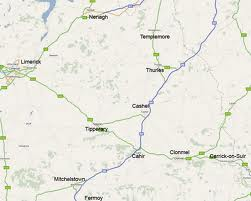 Nenagh
Templemore
Limerick
Thurles
Cashel
Tipperary
Cahir
Clonmel
Carrick-on-Suir
Mitchelstown
Fermoy